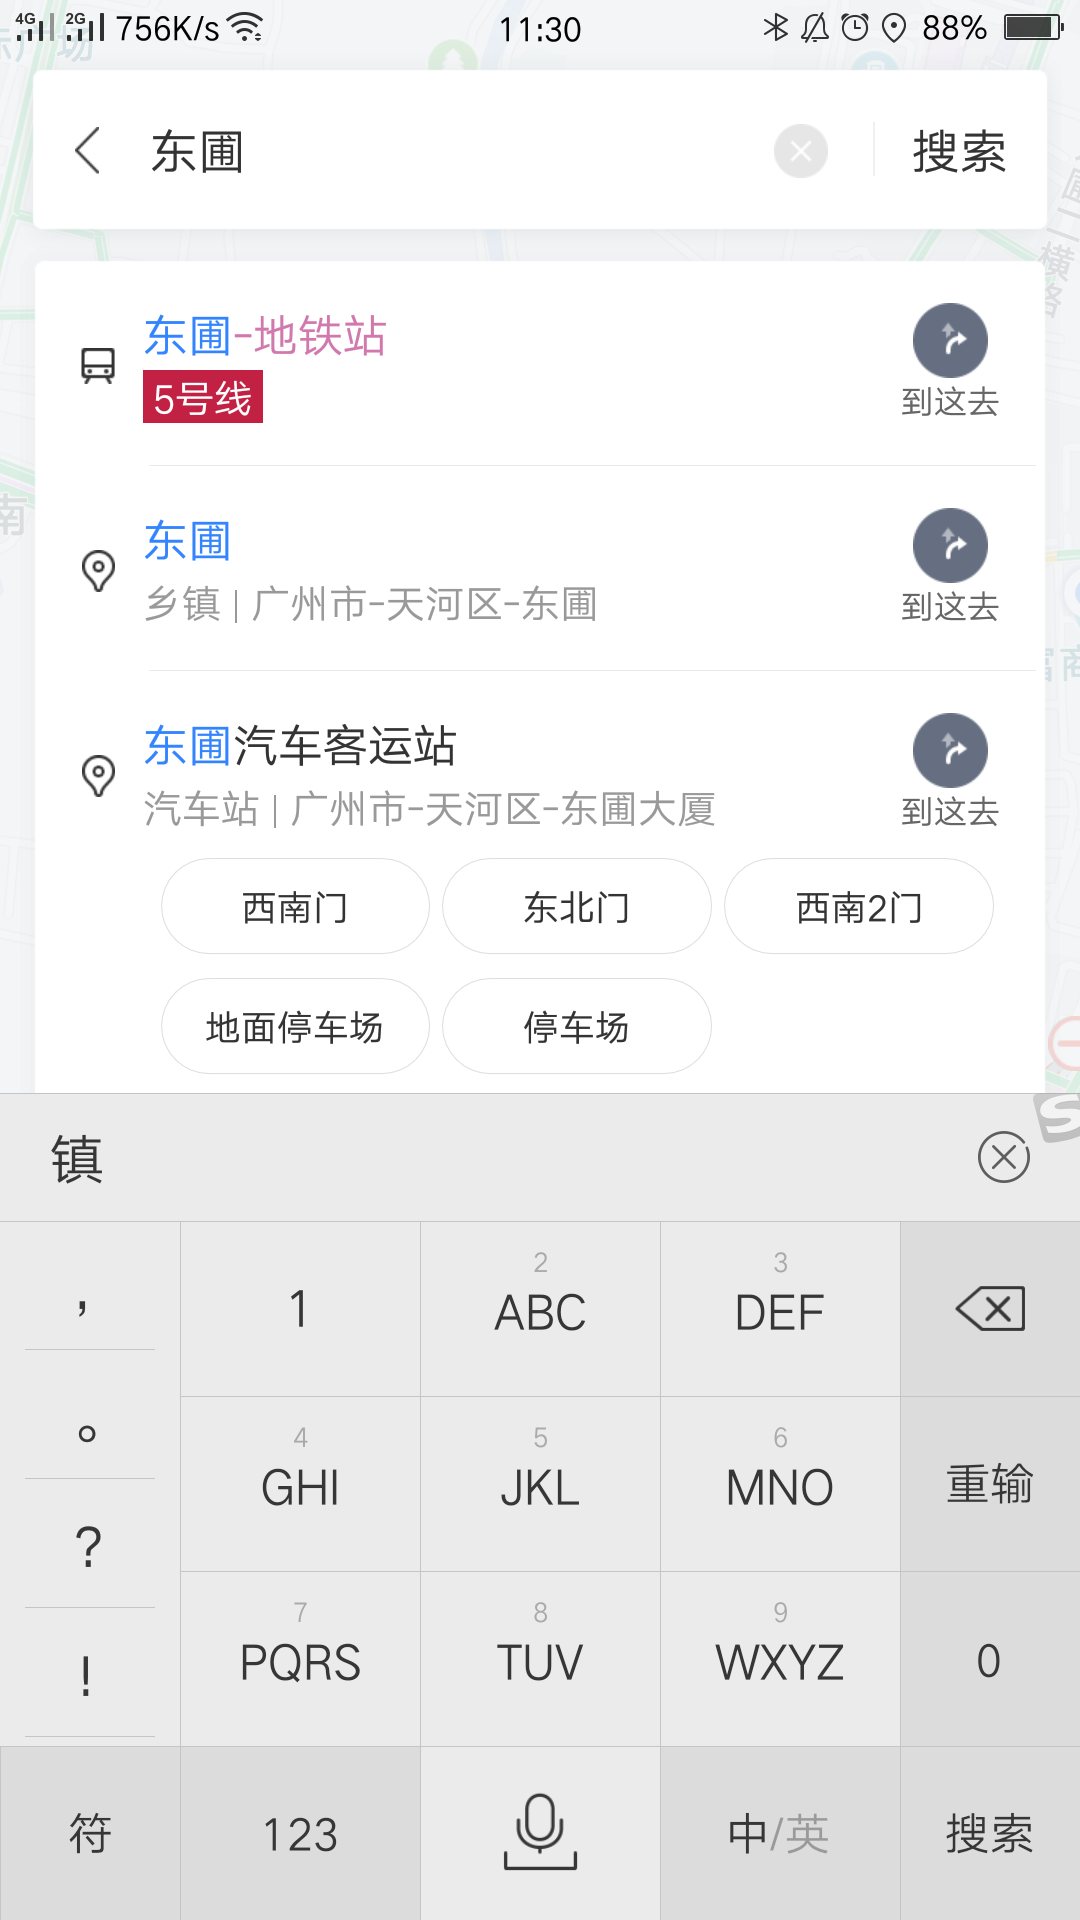 4G 2G 756K/s 11:30 88%
东圃 搜索
东圃-地铁站
5号线
到这去
东圃
乡镇 | 广州市-天河区-东圃
到这去
东圃汽车客运站
汽车站 | 广州市-天河区-东圃大厦
到这去
西南门 东北门 西南2门
地面停车场 停车场
镇
, 1 2 ABC 3 DEF
。 4 GHI 5 JKL 6 MNO 重输
? 7 PQRS 8 TUV 9 WXYZ 0
!
符 123 中/英 搜索